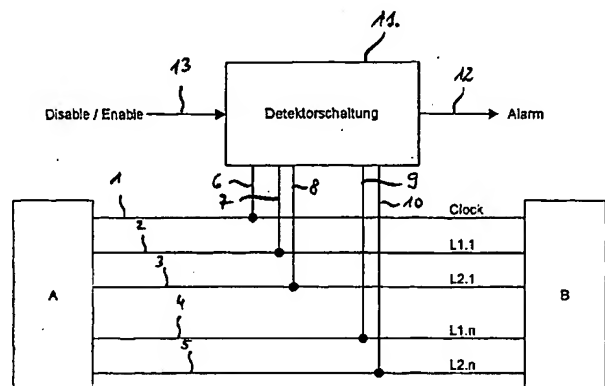 11.
13
12
Disable / Enable
Detektorschaltung
Alarm
6
7
8
9
10
1
Clock
2
L1.1
3
L2.1
A
B
4
L1.n
5
L2.n